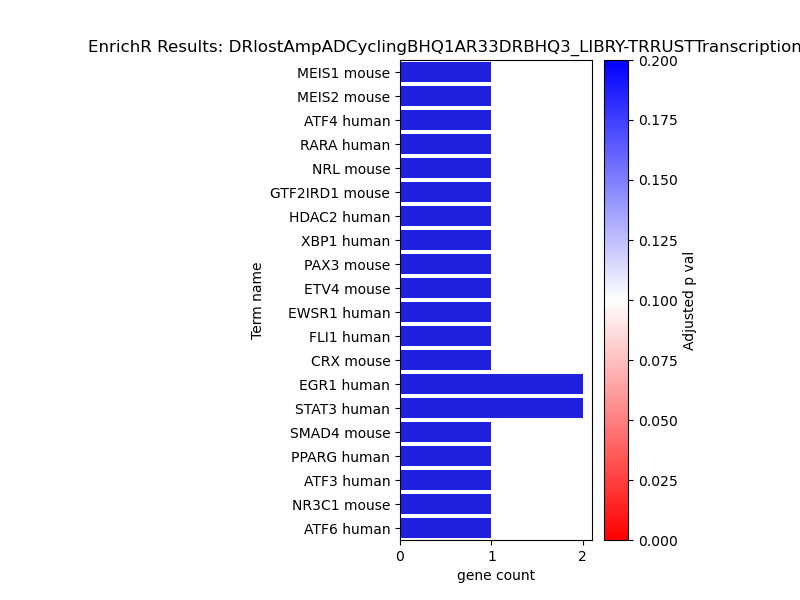 EnrichR Results: DRlostAmpADCyclingBHQ1AR33DRBHQ3_LIBRY-TRRUSTTranscription
MEIS1 mouse
MEIS2 mouse
ATF4 human
RARA human
NRL mouse
GTF2IRD1 mouse
HDAC2 human
XBP1 human
PAX3 mouse
ETV4 mouse
EWSR1 human
FLI1 human
CRX mouse
EGR1 human
STAT3 human
SMAD4 mouse
PPARG human
ATF3 human
NR3C1 mouse
ATF6 human
Term name
0 1 2
gene count
0.200
0.175
0.150
0.125
0.100
0.075
0.050
0.025
0.000
Adjusted p val